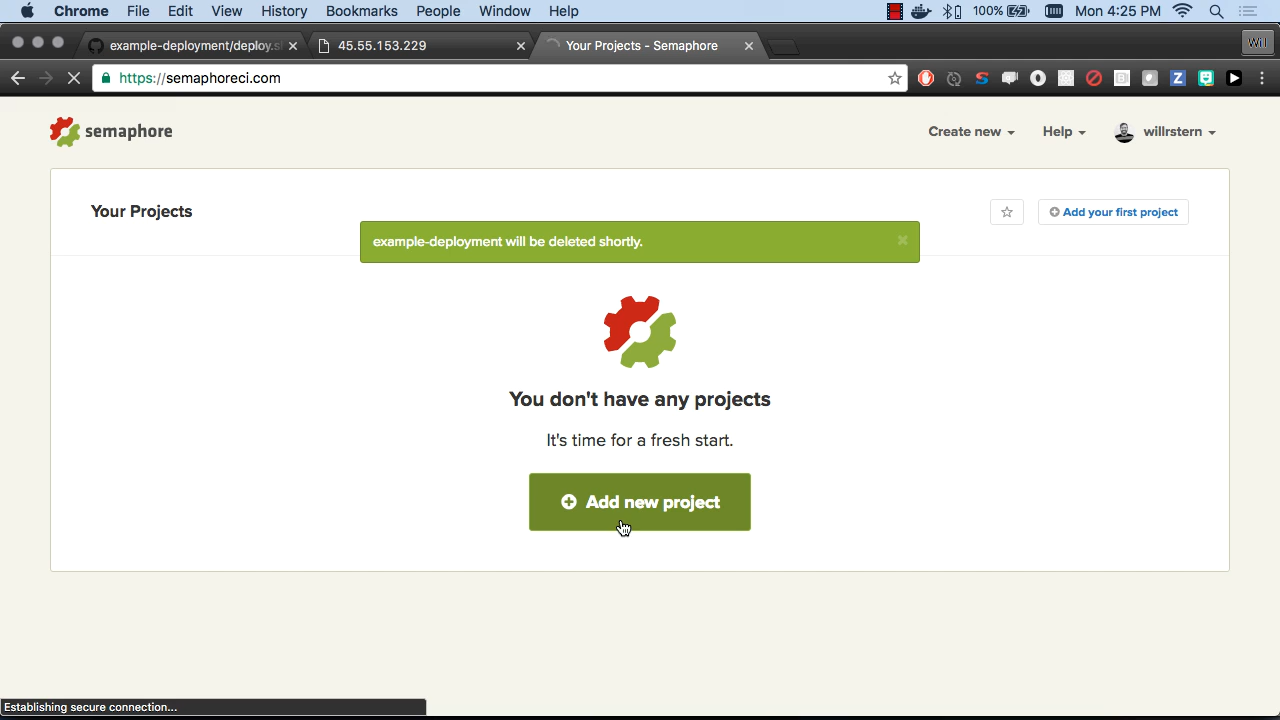 Chrome File Edit View History Bookmarks People Window Help 100% Mon 4:25 PM
example-deployment/deploy.s 45.55.153.229 Your Projects - Semaphore Wil
https://semaphoreci.com
semaphore Create new Help willrstern
Your Projects Add your first project
example-deployment will be deleted shortly.
You don't have any projects
It's time for a fresh start.
Add new project
Establishing secure connection...